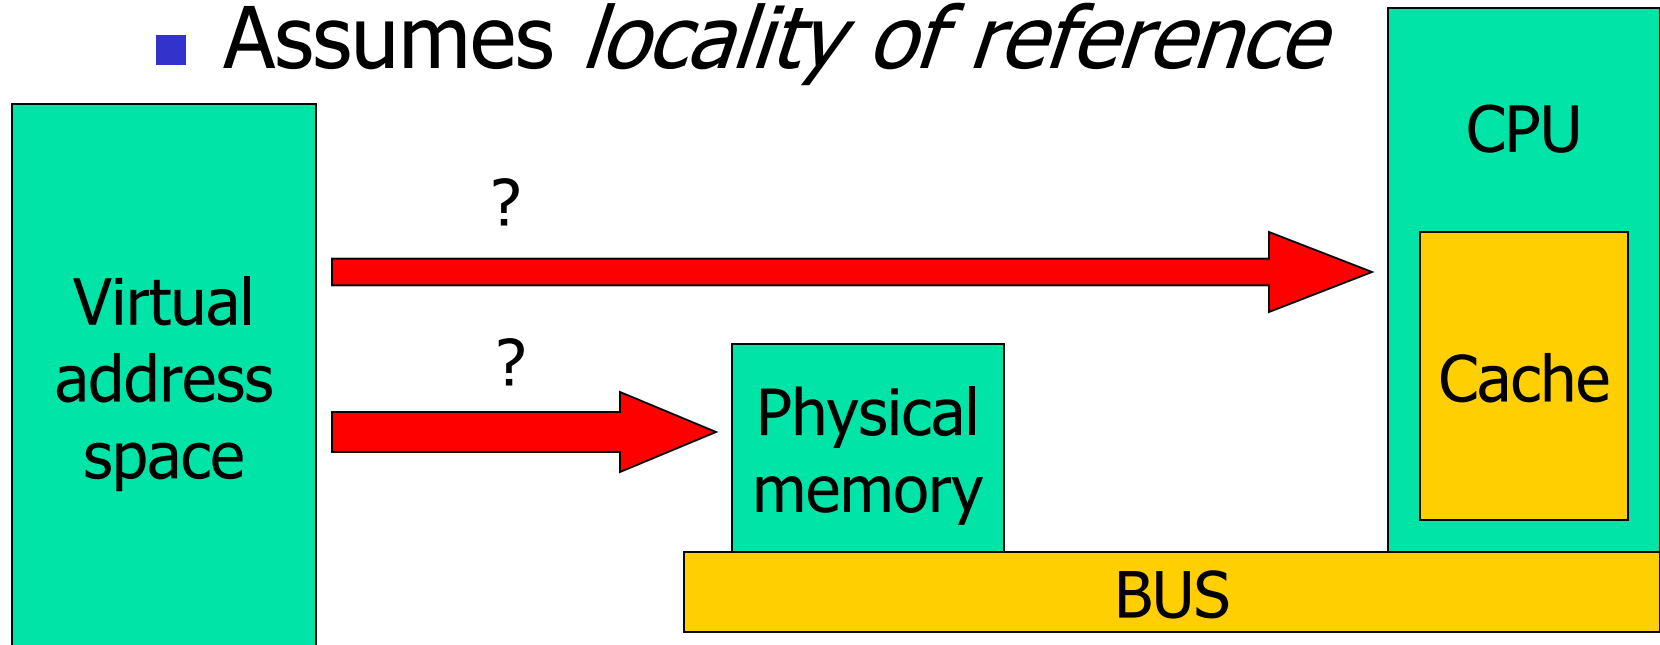 Assumes locality of reference
CPU
?
Virtual
address
space
?
Physical
memory
Cache
BUS